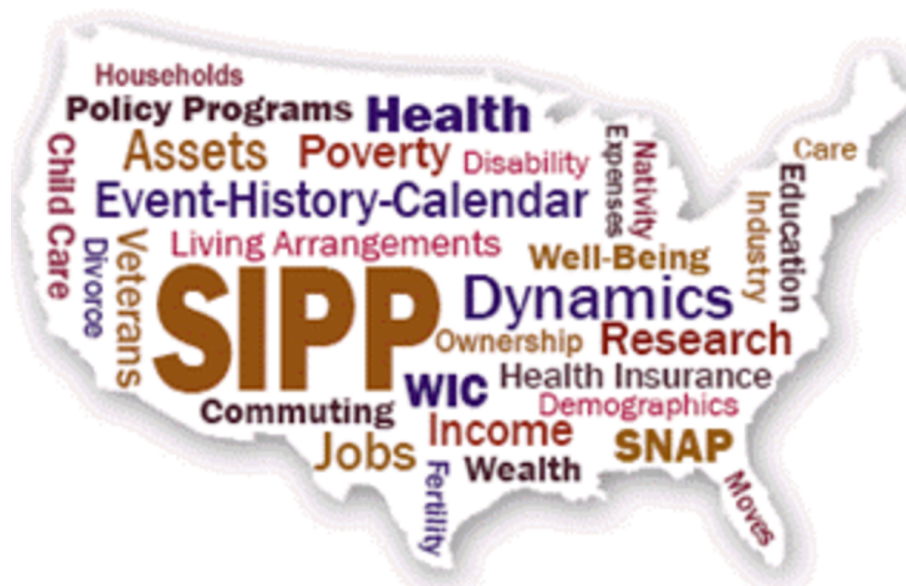 Households
Policy Programs
Health
Child Care
Assets
Poverty
Disability
Expenses
Nativity
Care
Education
Industry
Event-History-Calendar
Divorce
Veterans
Living Arrangements
Well-Being
SIPP
Dynamics
Ownership
Research
WIC
Health Insurance
Commuting
Demographics
Jobs
Income
SNAP
Fertility
Wealth
Moves